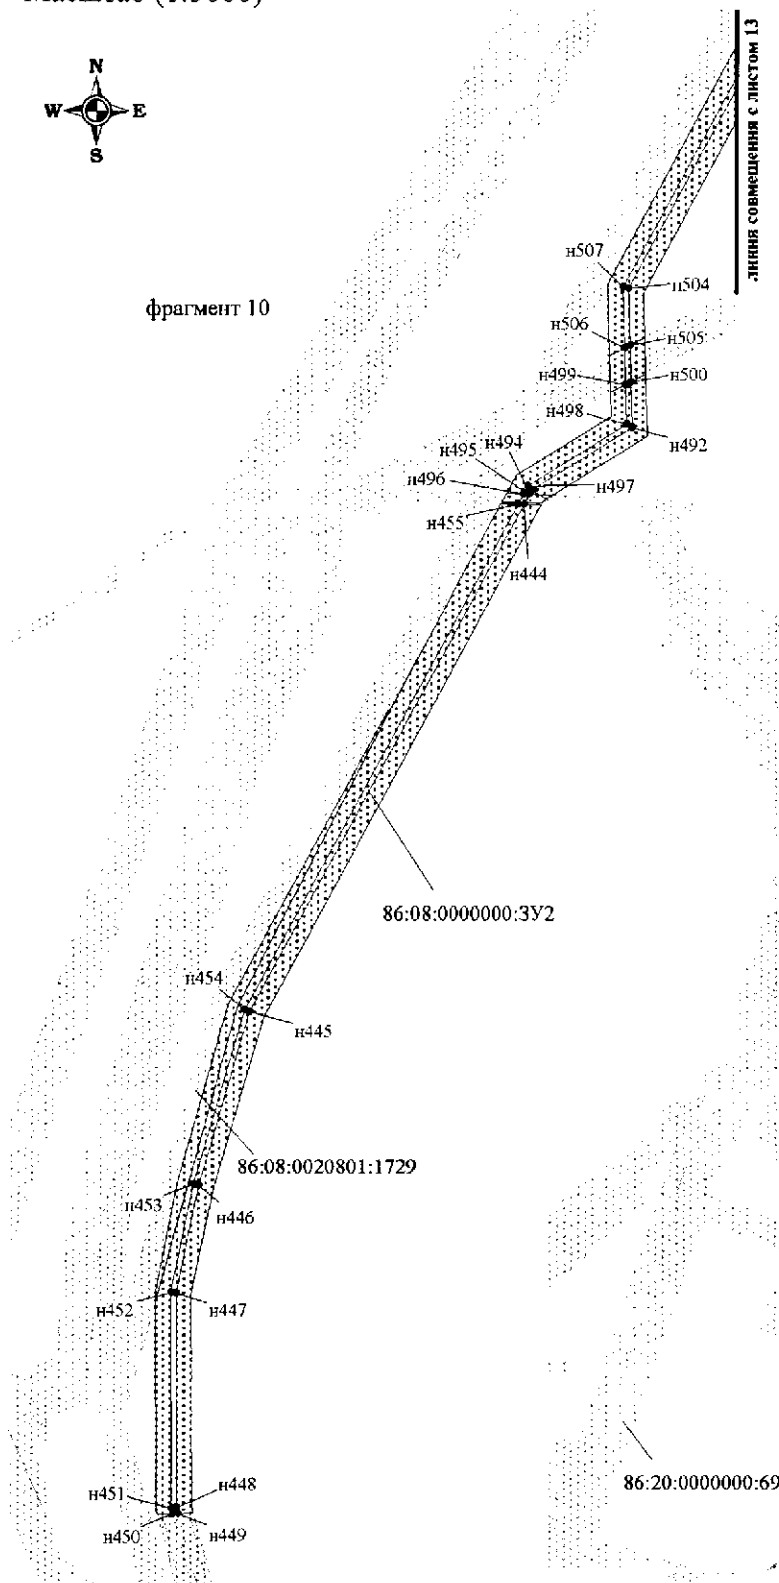 N
W E
S
линия совмещения с листом 13
фрагмент 10
н507
н504
н506
н505
н499
н500
н498
н492
н494
н495
н496
н497
н455
н444
86:08:0000000:ЗУ2
н454
н445
86:08:0020801:1729
н453
н446
н452
н447
86:20:0000000:69
н451
н448
н450
н449